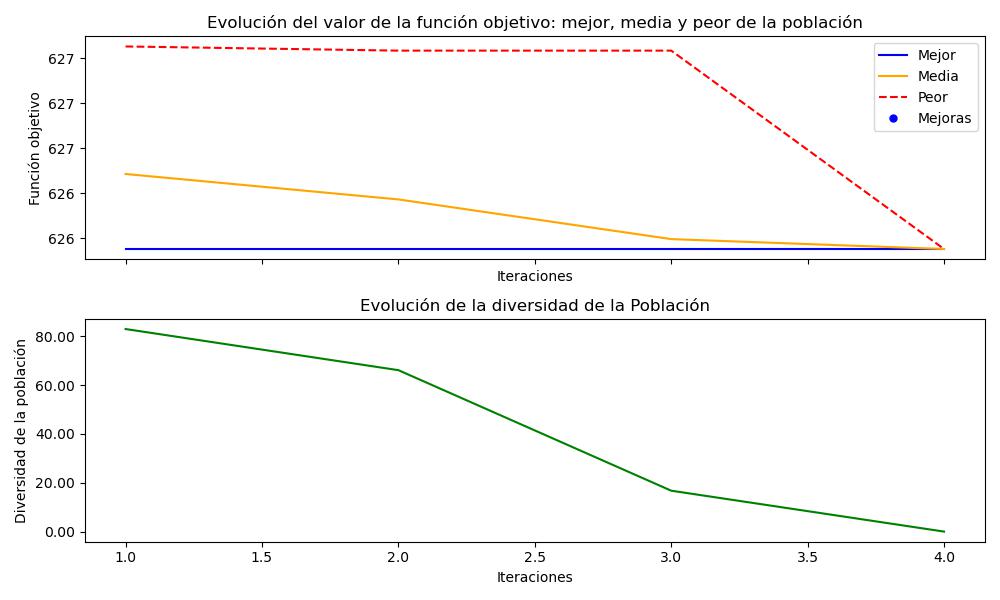 Evolución del valor de la función objetivo: mejor, media y peor de la población
Función objetivo
627
627
627
626
626
Mejor
Media
Peor
Mejoras
Iteraciones
Evolución de la diversidad de la Población
Diversidad de la población
80.00
60.00
40.00
20.00
0.00
1.0 1.5 2.0 2.5 3.0 3.5 4.0
Iteraciones